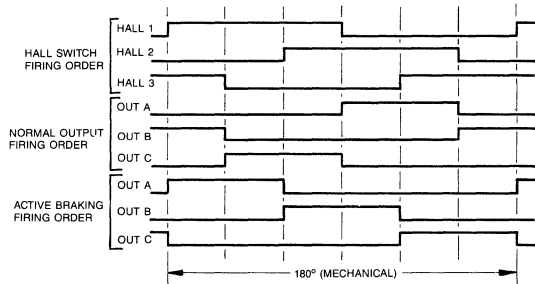 HALL SWITCH
FIRING ORDER
HALL 1
HALL 2
HALL 3
NORMAL OUTPUT
FIRING ORDER
OUT A
OUT B
OUT C
ACTIVE BRAKING
FIRING ORDER
OUT A
OUT B
OUT C
180º (MECHANICAL)